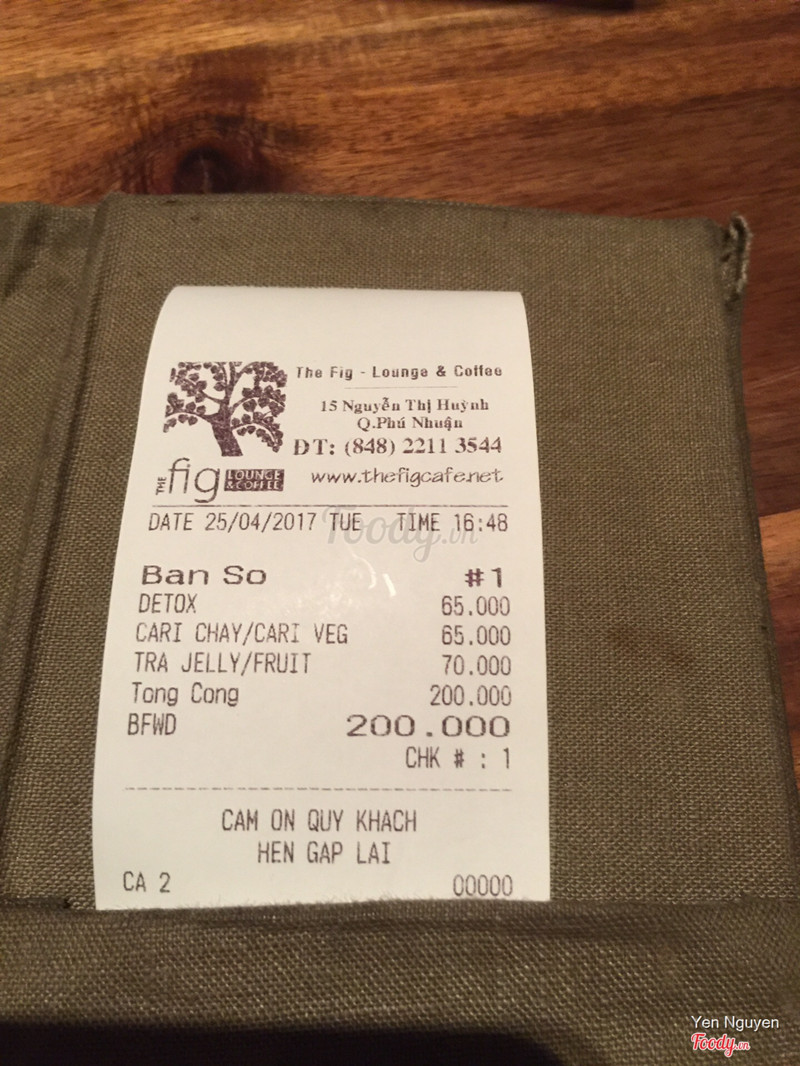 The Fig - Lounge & Coffee
15 Nguyễn Thị Huỳnh
Q.Phú Nhuận
ĐT: (848) 2211 3544
www.thefigcafe.net
THE fig LOUNGE & COFFEE
DATE 25/04/2017 TUE TIME 16:48
Foody.vn
Ban So #1
DETOX 65.000
CARI CHAY/CARI VEG 65.000
TRA JELLY/FRUIT 70.000
Tong Cong 200.000
BFWD 200.000
CHK # : 1
CAM ON QUY KHACH
HEN GAP LAI
CA 2 00000
Yen Nguyen
Foody.vn